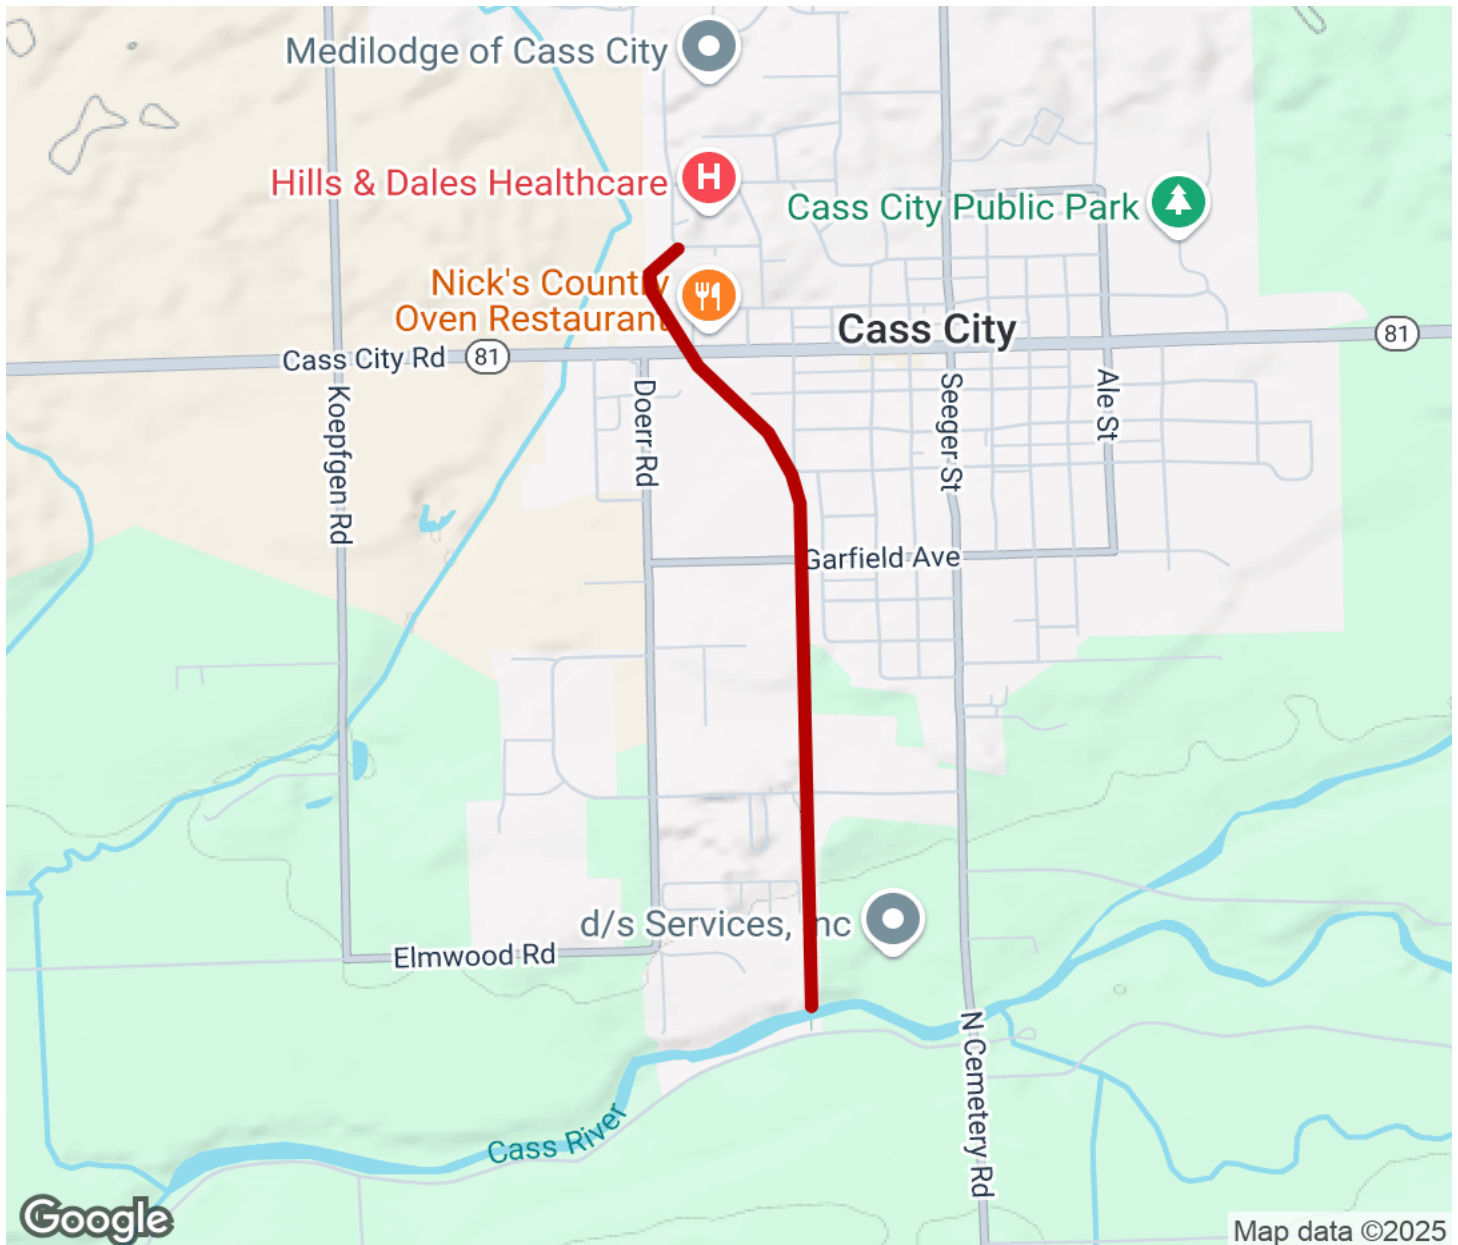 Medilodge of Cass City
H
Hills & Dales Healthcare
Cass City Public Park
Nick's Country
Oven Restaurant
Cass City
81
Cass City Rd
81
Koepfgen Rd
Doerr Rd
Seeger St
Ale St
Garfield Ave
d/s Services, Inc
Elmwood Rd
N Cemetery Rd
Cass River
Google
Map data ©2025